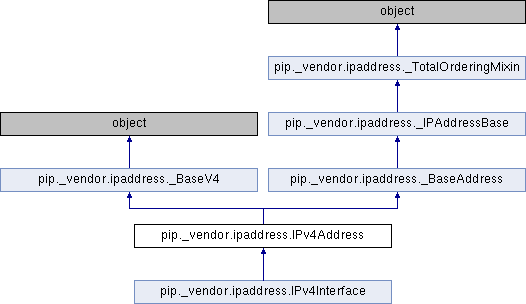 object
pip._vendor.ipaddress._TotalOrderingMixin
object
pip._vendor.ipaddress._IPAddressBase
pip._vendor.ipaddress._BaseV4
pip._vendor.ipaddress._BaseAddress
pip._vendor.ipaddress.IPv4Address
pip._vendor.ipaddress.IPv4Interface